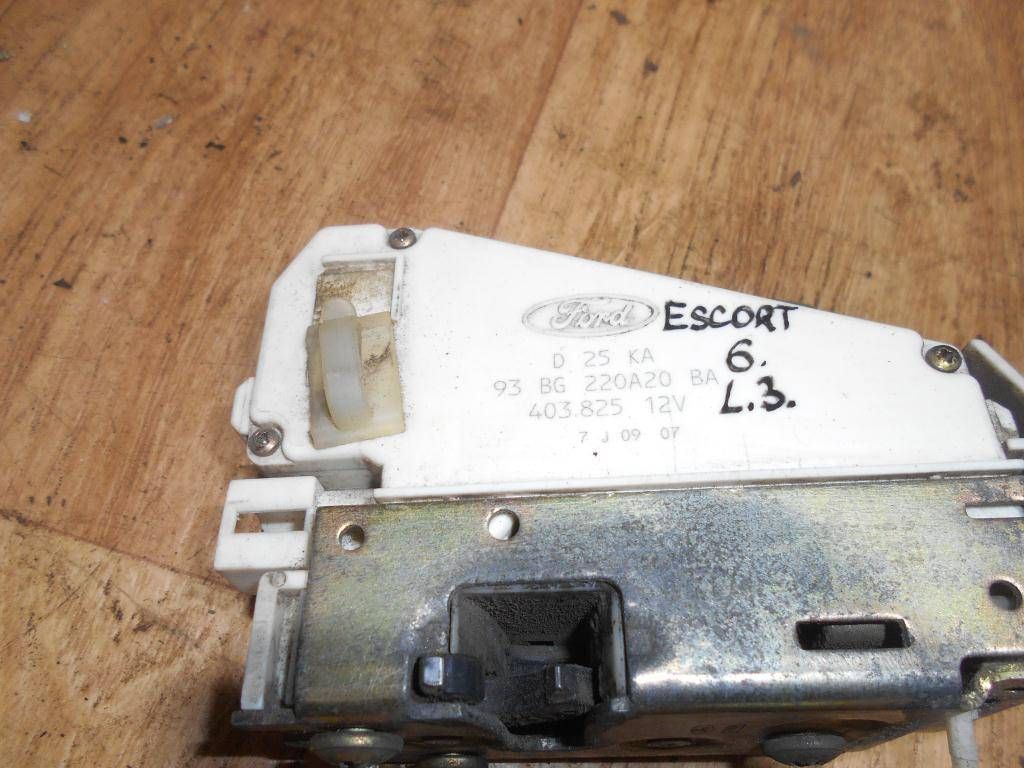 Ford ESCORT
D 25 KA 6.
93 BG 220A20 BA
403.825 12V L.3.
7 J 09 07